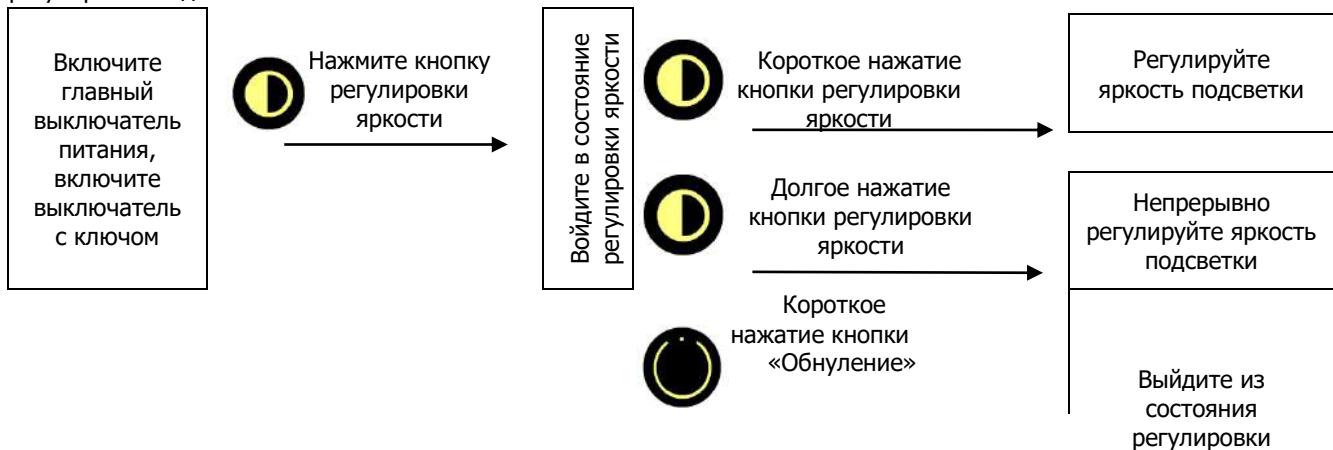 Включите
главный
выключатель
питания,
включите
выключатель
с ключом
Нажмите кнопку
регулировки
яркости
Войдите в состояние
регулировки яркости
Короткое нажатие
кнопки регулировки
яркости
Регулируйте
яркость подсветки
Долгое нажатие
кнопки регулировки
яркости
Непрерывно
регулируйте яркость
подсветки
Короткое
нажатие кнопки
«Обнуление»
Выйдите из
состояния
регулировки